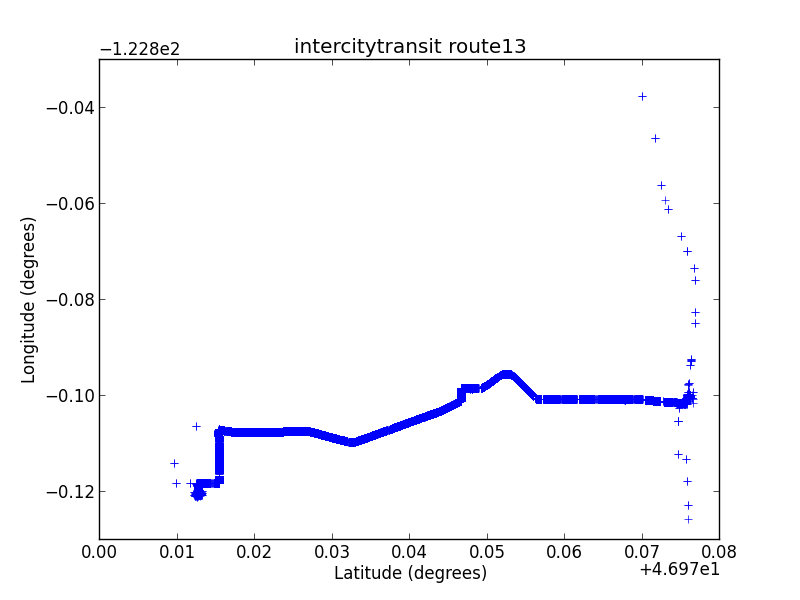 intercitytransit route13
−1.228e2
−0.04
−0.06
−0.08
−0.10
−0.12
Longitude (degrees)
0.00 0.01 0.02 0.03 0.04 0.05 0.06 0.07 0.08
Latitude (degrees)
+4.697e1